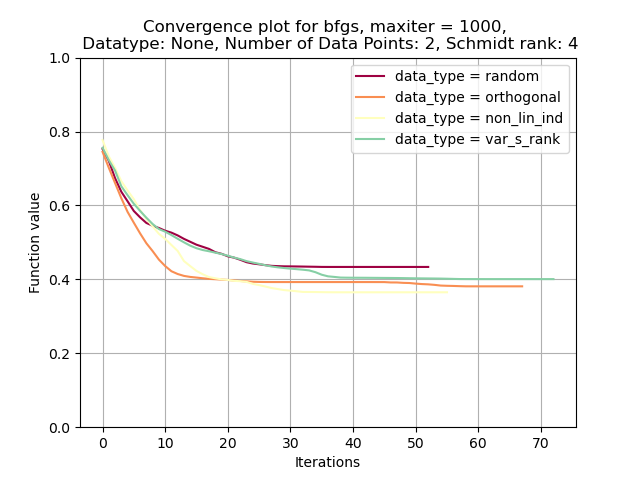 Convergence plot for bfgs, maxiter = 1000,
Datatype: None, Number of Data Points: 2, Schmidt rank: 4
data_type = random
data_type = orthogonal
data_type = non_lin_ind
data_type = var_s_rank
Function value
1.0
0.8
0.6
0.4
0.2
0.0
0 10 20 30 40 50 60 70
Iterations